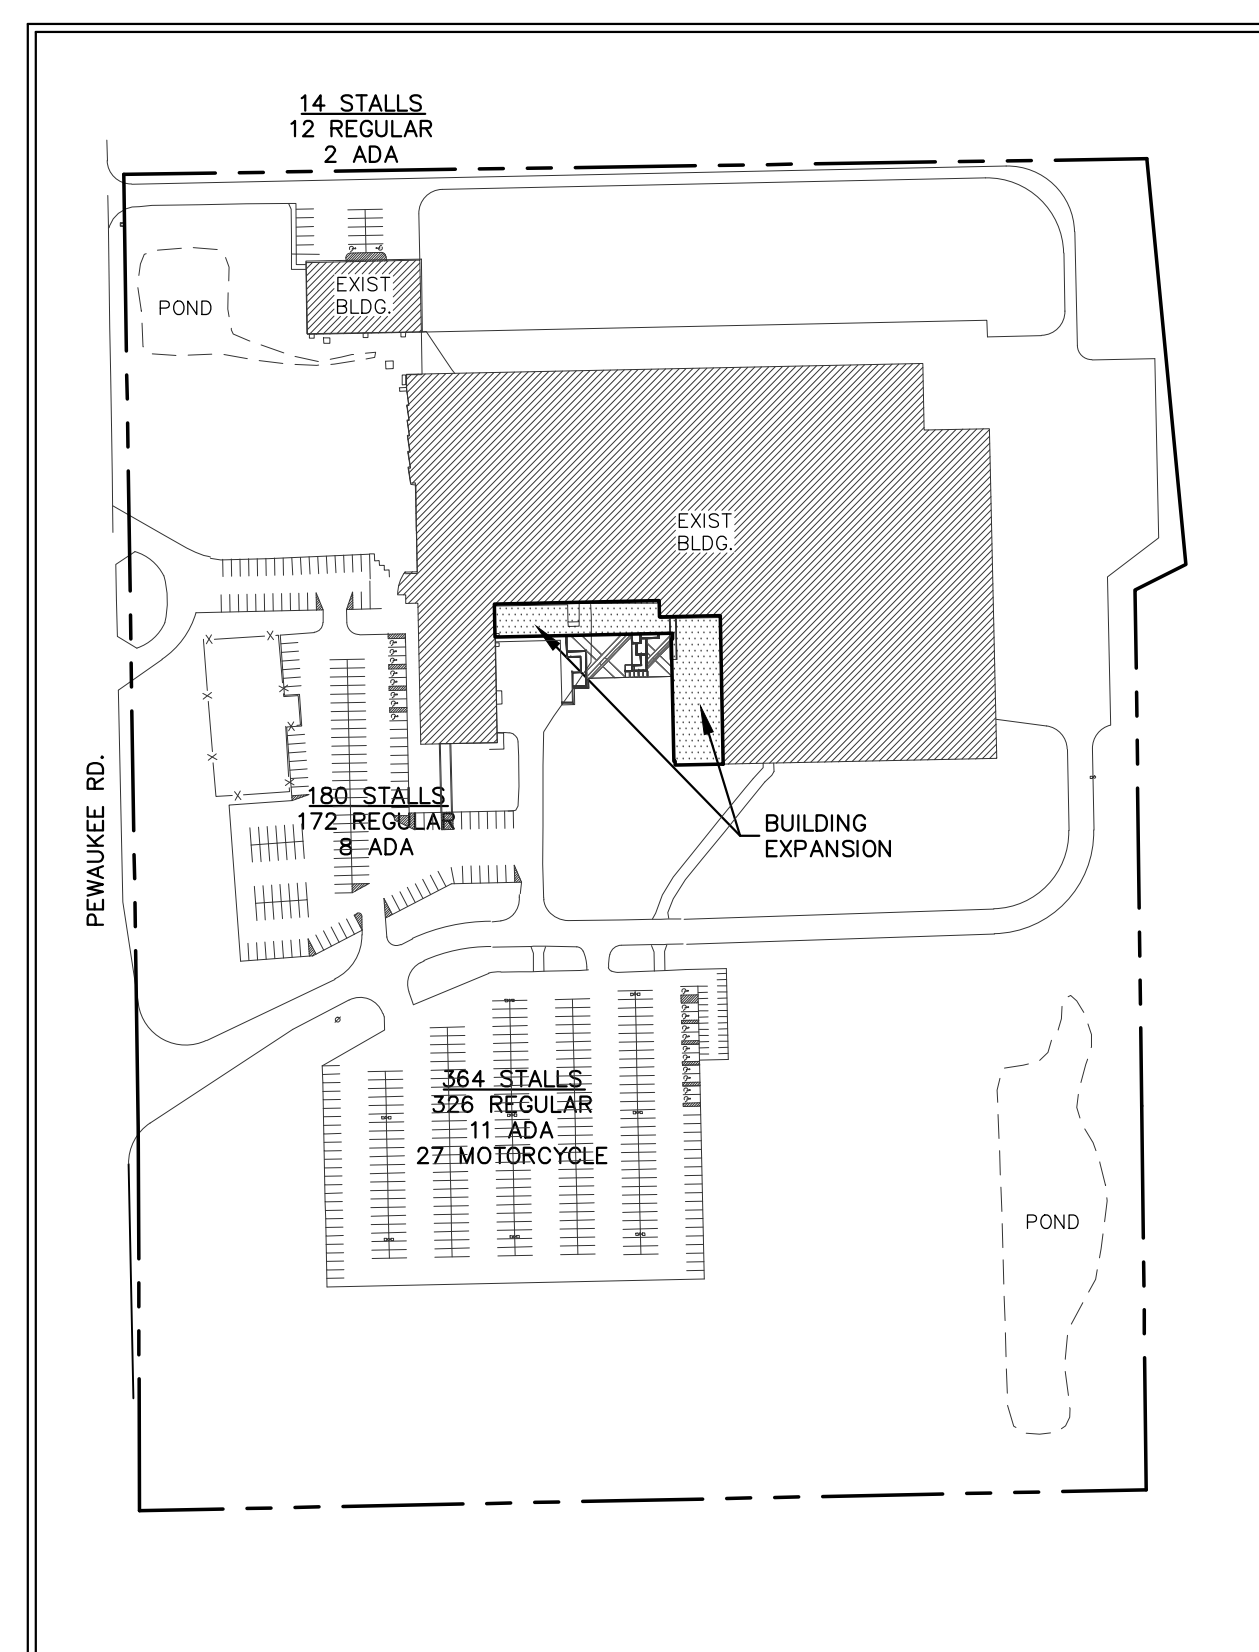 14 STALLS
12 REGULAR
2 ADA
EXIST
BLDG.
POND
EXIST
BLDG.
PEWAUKEE RD.
180 STALLS
172 REGULAR
8 ADA
BUILDING
EXPANSION
364 STALLS
326 REGULAR
11 ADA
27 MOTORCYCLE
POND